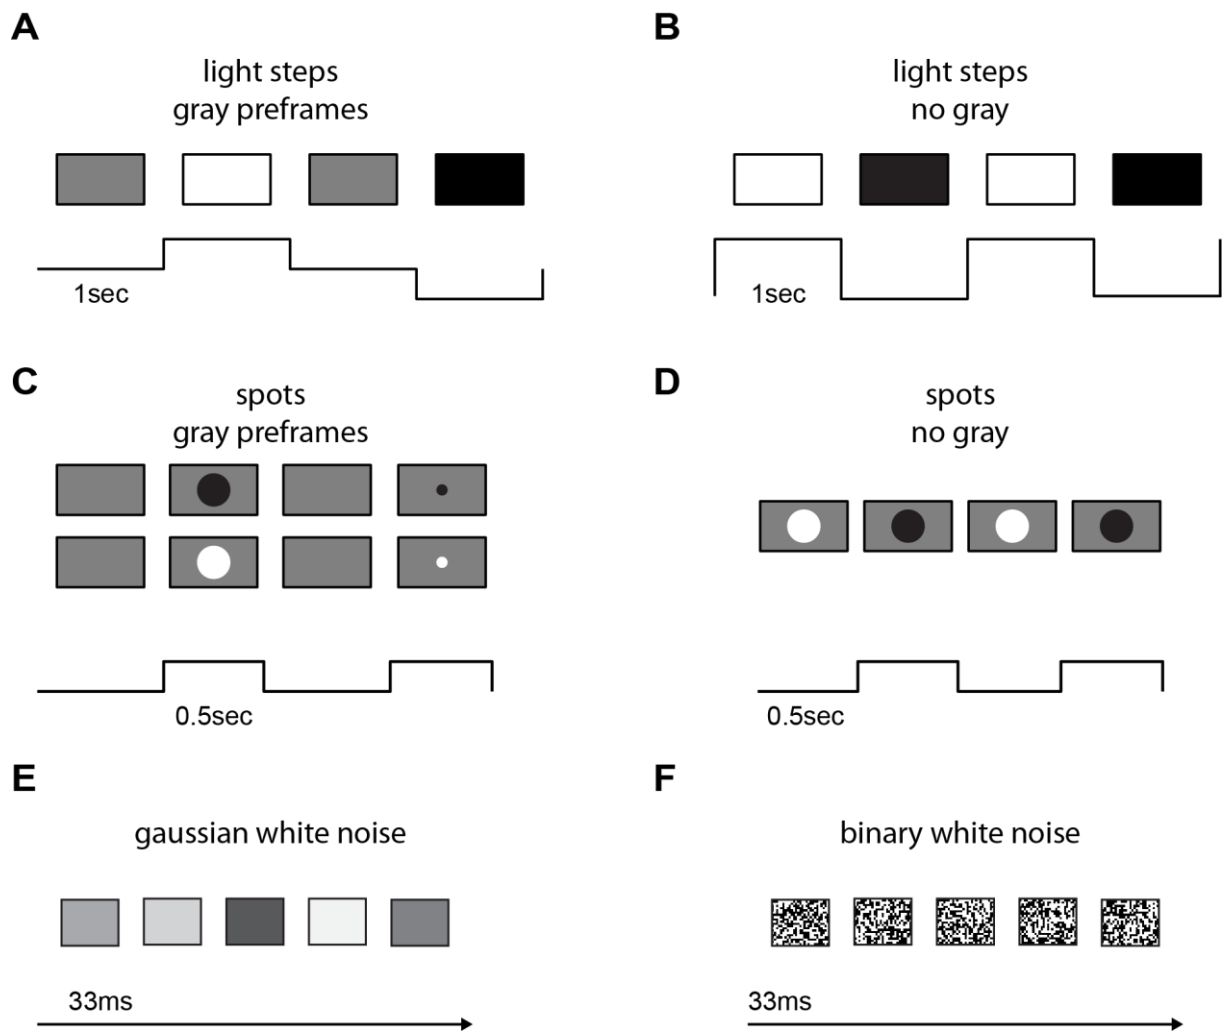 A
light steps
gray preframes
1sec
B
light steps
no gray
1sec
C
spots
gray preframes
0.5sec
D
spots
no gray
0.5sec
E
gaussian white noise
33ms
F
binary white noise
33ms